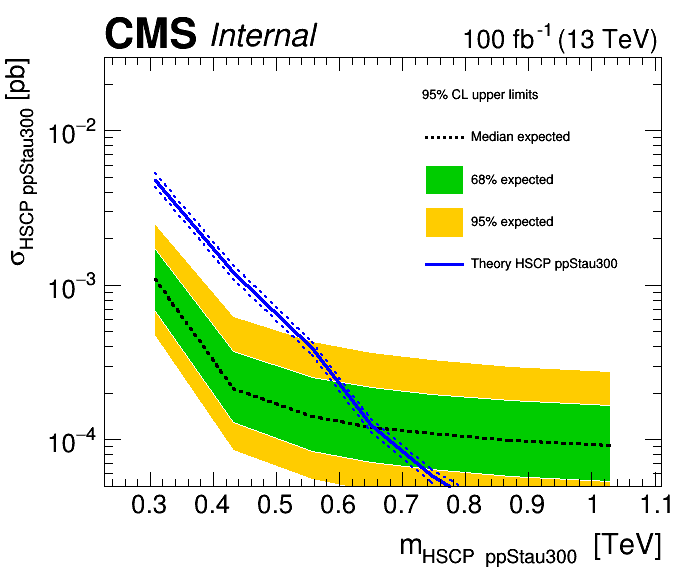 CMS Internal 100 fb⁻¹ (13 TeV)
σHSCP ppStau300 [pb]
95% CL upper limits
Median expected
68% expected
95% expected
Theory HSCP ppStau300
10⁻²
10⁻³
10⁻⁴
0.3 0.4 0.5 0.6 0.7 0.8 0.9 1 1.1
mHSCP ppStau300 [TeV]